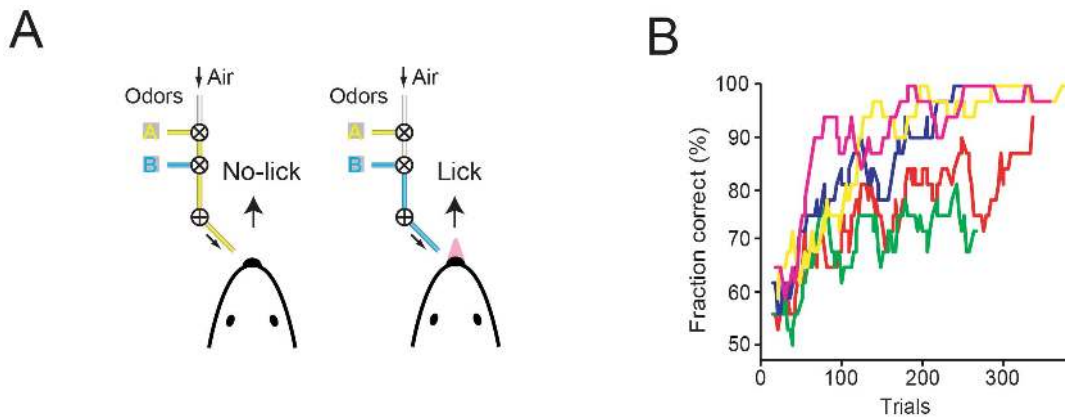 A
Air
Odors
A
B
No-lick
Air
Odors
A
B
Lick
B
Fraction correct (%)
100
90
80
70
60
50
0
100
200
300
Trials